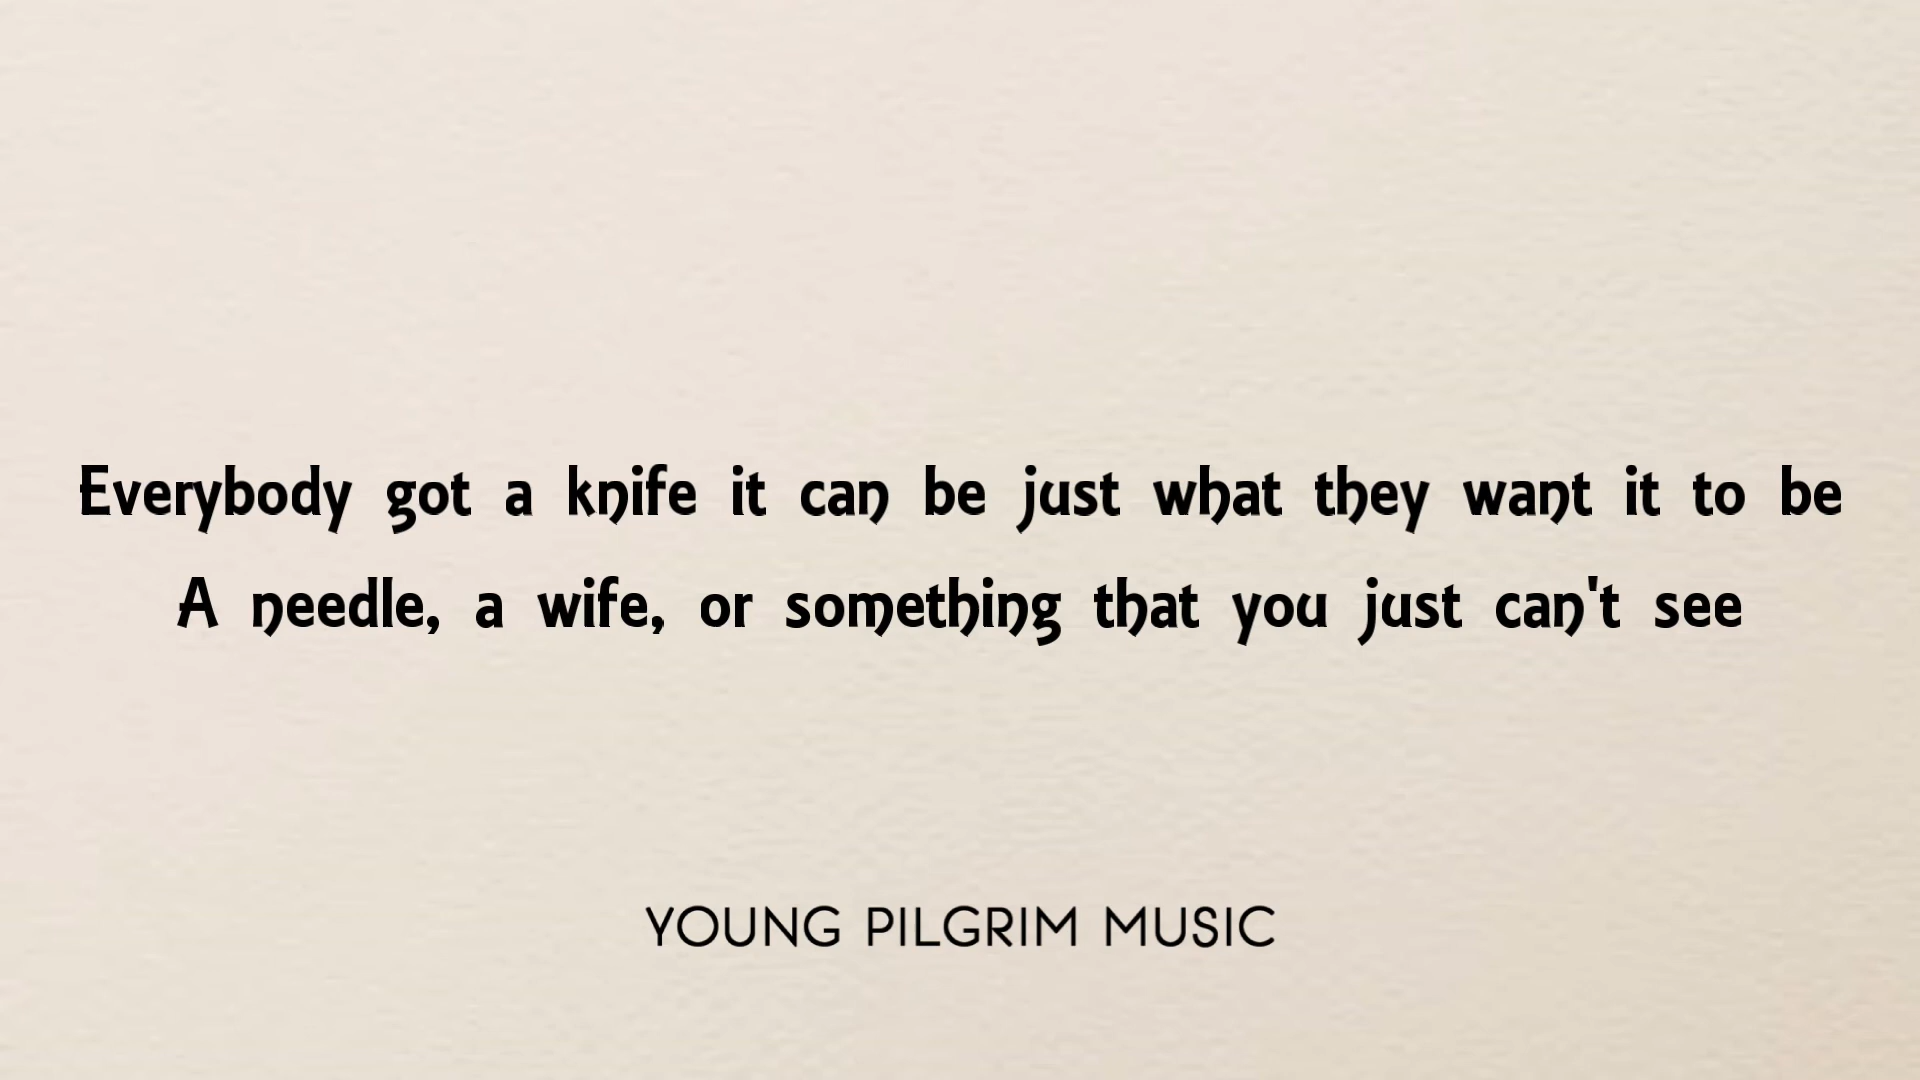 Everybody got a knife it can be just what they want it to be
A needle, a wife, or something that you just can't see
YOUNG PILGRIM MUSIC